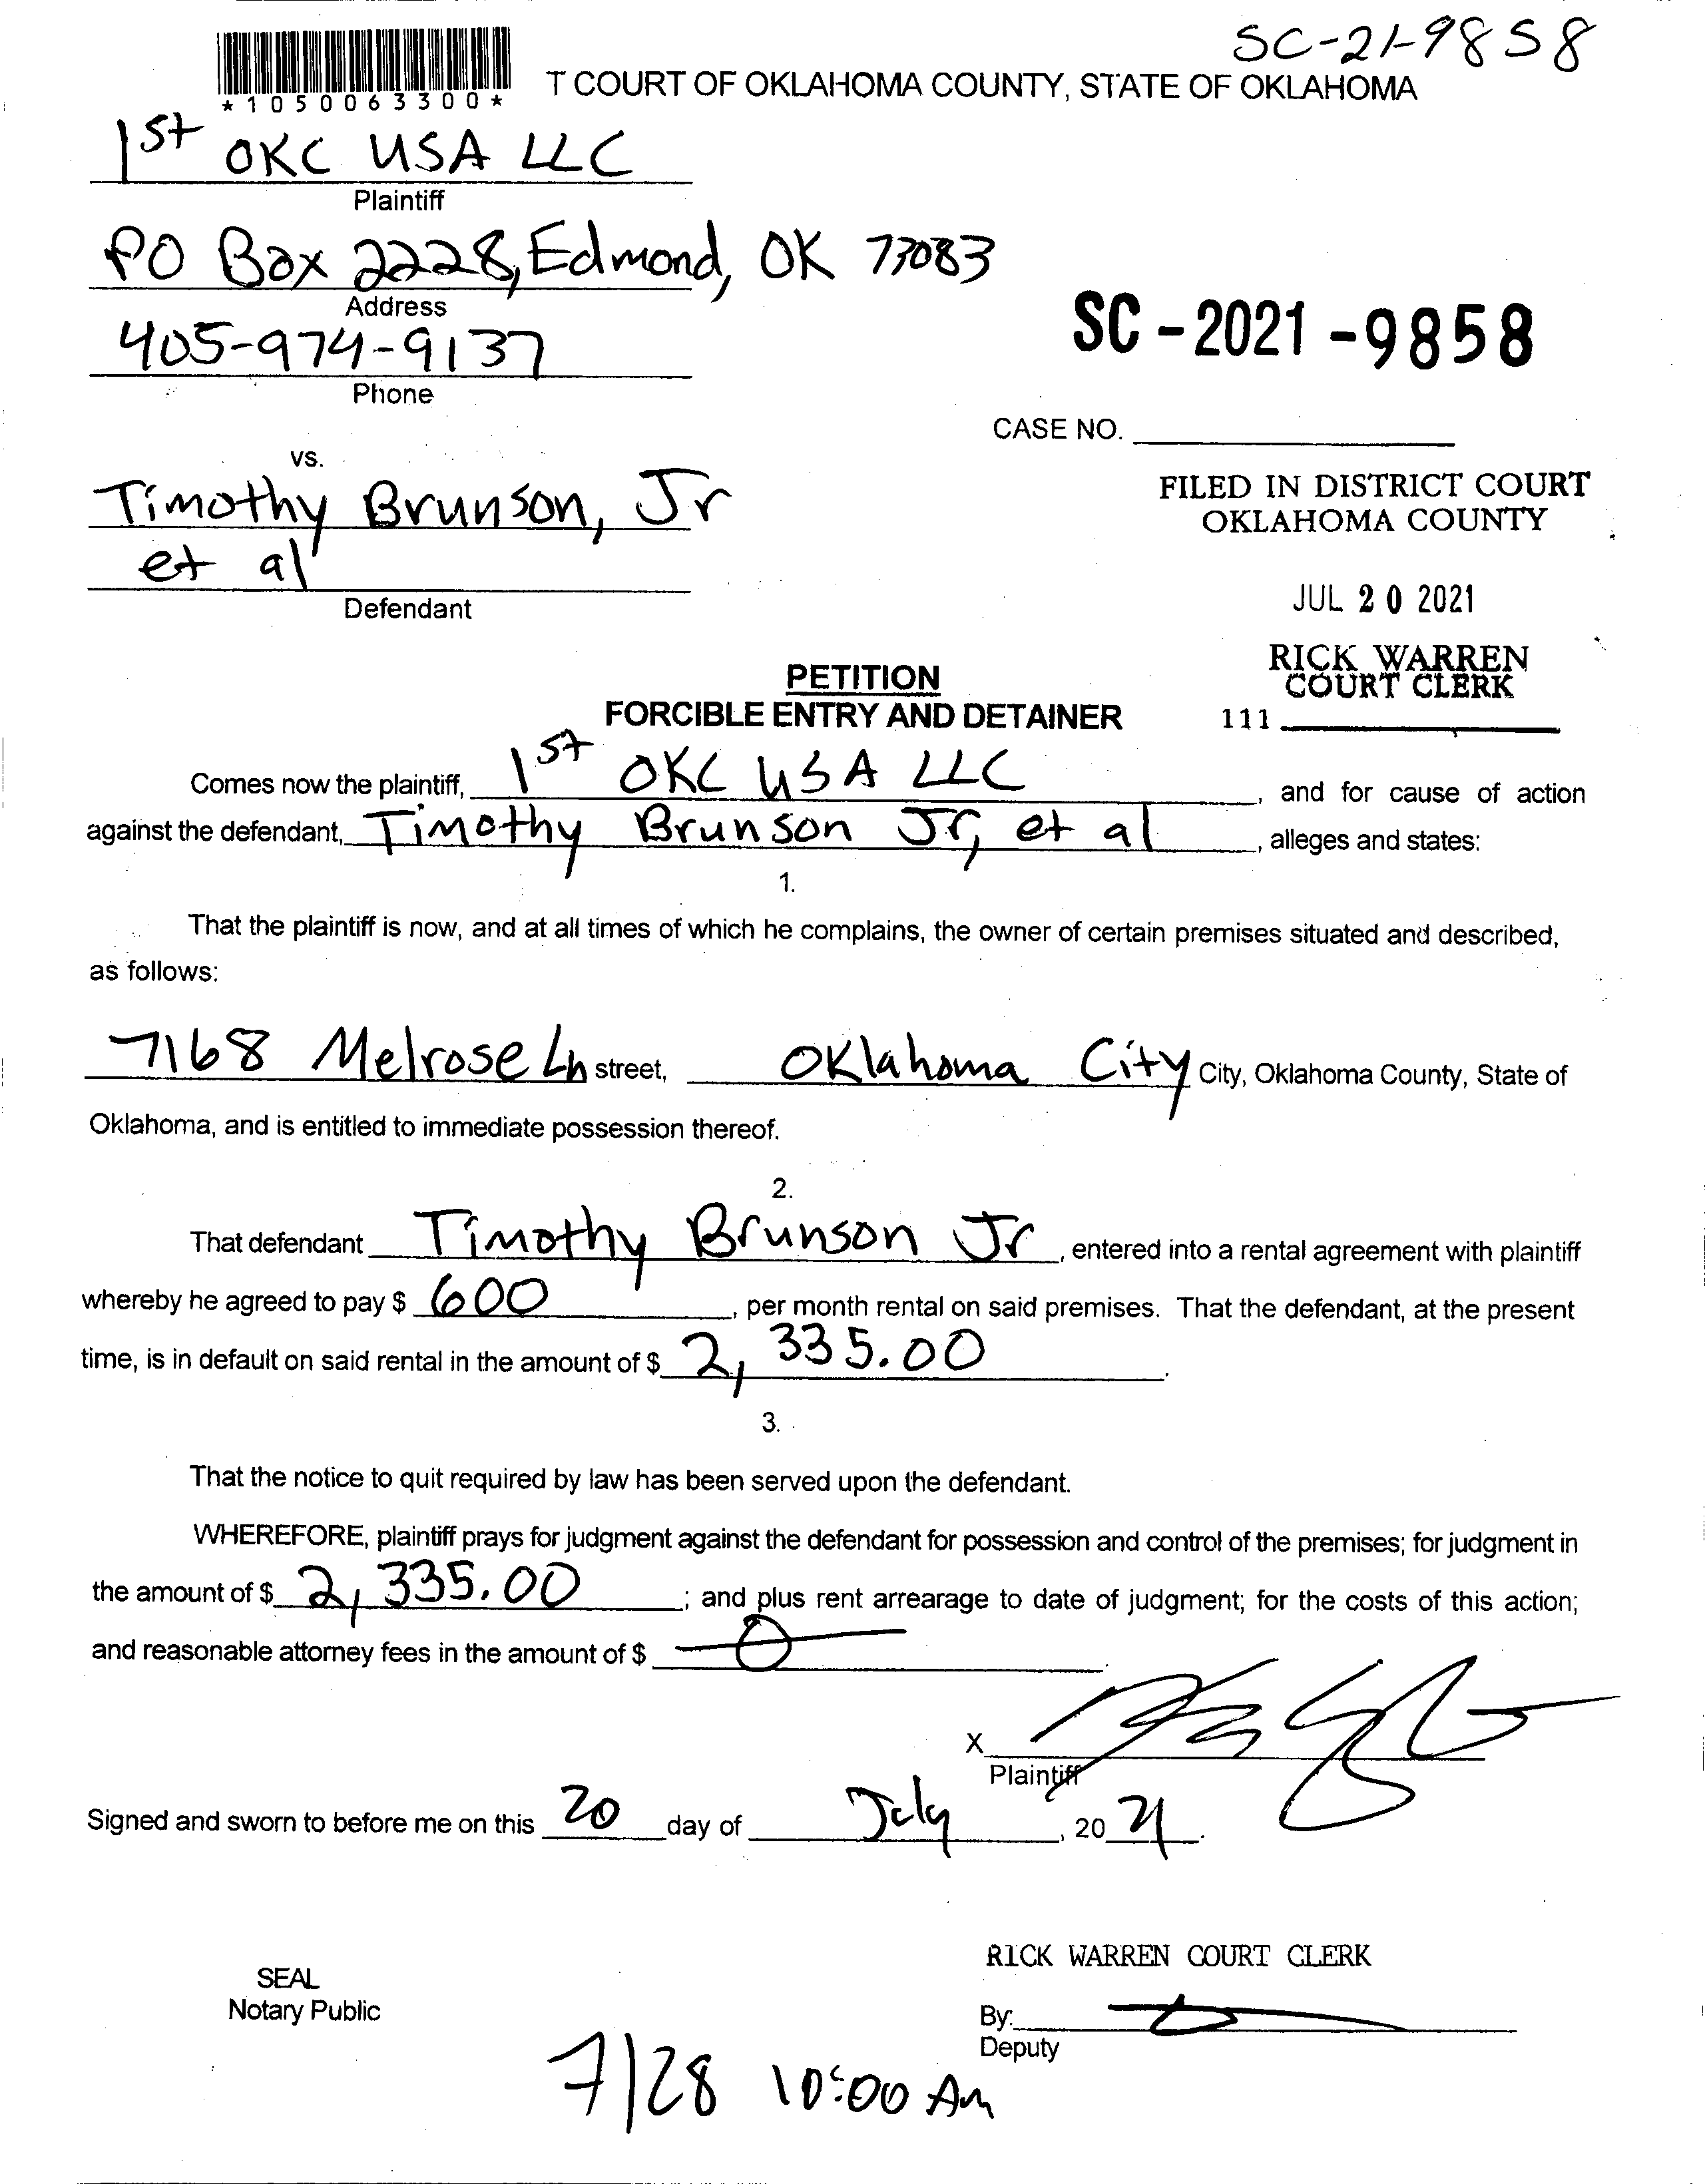 SC-21-9858
*1050063300*
T COURT OF OKLAHOMA COUNTY, STATE OF OKLAHOMA
1st OKC USA LLC
Plaintiff
PO Box 2228, Edmond, OK 73083
Address
405-974-9137
Phone
SC-2021-9858
CASE NO.
vs.
Timothy Brunson, Jr
et al
Defendant
FILED IN DISTRICT COURT
OKLAHOMA COUNTY
JUL 20 2021
RICK WARREN
COURT CLERK
111
PETITION
FORCIBLE ENTRY AND DETAINER
Comes now the plaintiff, 1st OKC USA LLC, and for cause of action
against the defendant, Timothy Brunson Jr, et al, alleges and states:
1.
That the plaintiff is now, and at all times of which he complains, the owner of certain premises situated and described,
as follows:
7168 Melrose Ln street, Oklahoma City City, Oklahoma County, State of
Oklahoma, and is entitled to immediate possession thereof.
2.
That defendant Timothy Brunson Jr, entered into a rental agreement with plaintiff
whereby he agreed to pay $ 600, per month rental on said premises. That the defendant, at the present
time, is in default on said rental in the amount of $ 2,335.00.
3.
That the notice to quit required by law has been served upon the defendant.
WHEREFORE, plaintiff prays for judgment against the defendant for possession and control of the premises; for judgment in
the amount of $ 2,335.00; and plus rent arrearage to date of judgment; for the costs of this action;
and reasonable attorney fees in the amount of $ 0.
X
Plaintiff
Signed and sworn to before me on this 20 day of July, 2021.
RICK WARREN COURT CLERK
SEAL
Notary Public
By:
Deputy
7/28 10:00 Am